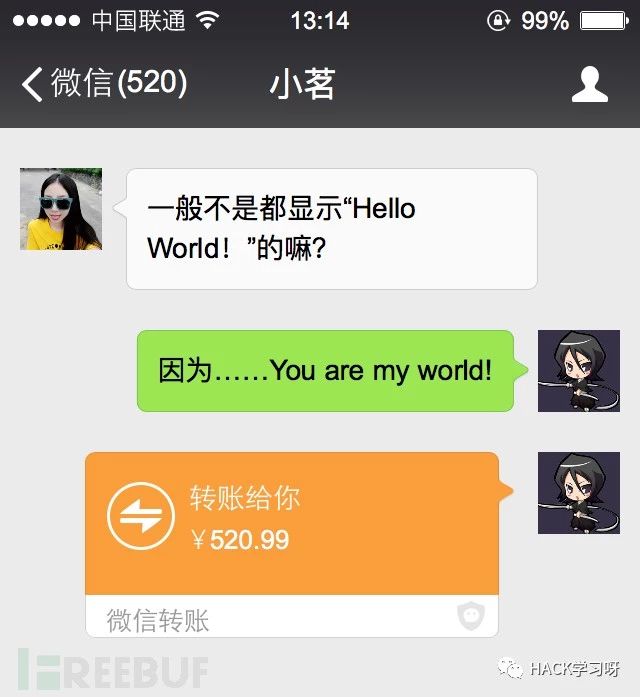 中国联通 13:14 99%
微信(520) 小茗
一般不是都显示“Hello
World！”的嘛?
因为……You are my world!
转账给你
￥520.99
微信转账
FREEBUF HACK学习呀